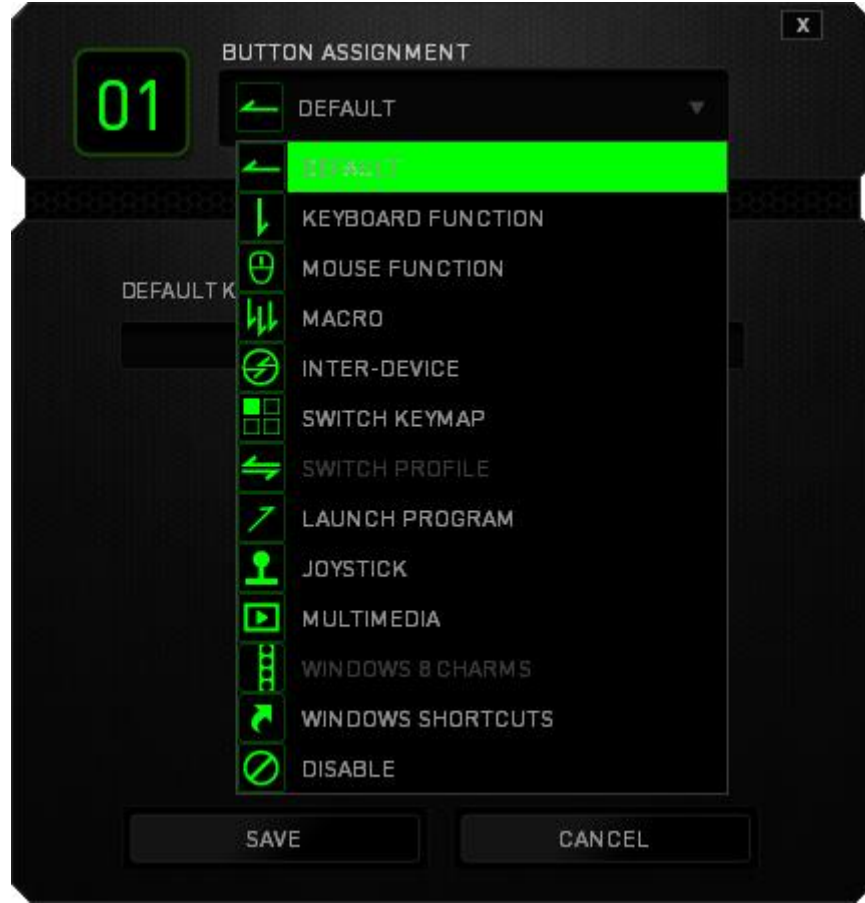 X
BUTTON ASSIGNMENT
01
DEFAULT
DEFAULT
KEYBOARD FUNCTION
MOUSE FUNCTION
DEFAULT K
MACRO
INTER-DEVICE
SWITCH KEYMAP
SWITCH PROFILE
LAUNCH PROGRAM
JOYSTICK
MULTIMEDIA
WINDOWS 8 CHARMS
WINDOWS SHORTCUTS
DISABLE
SAVE
CANCEL